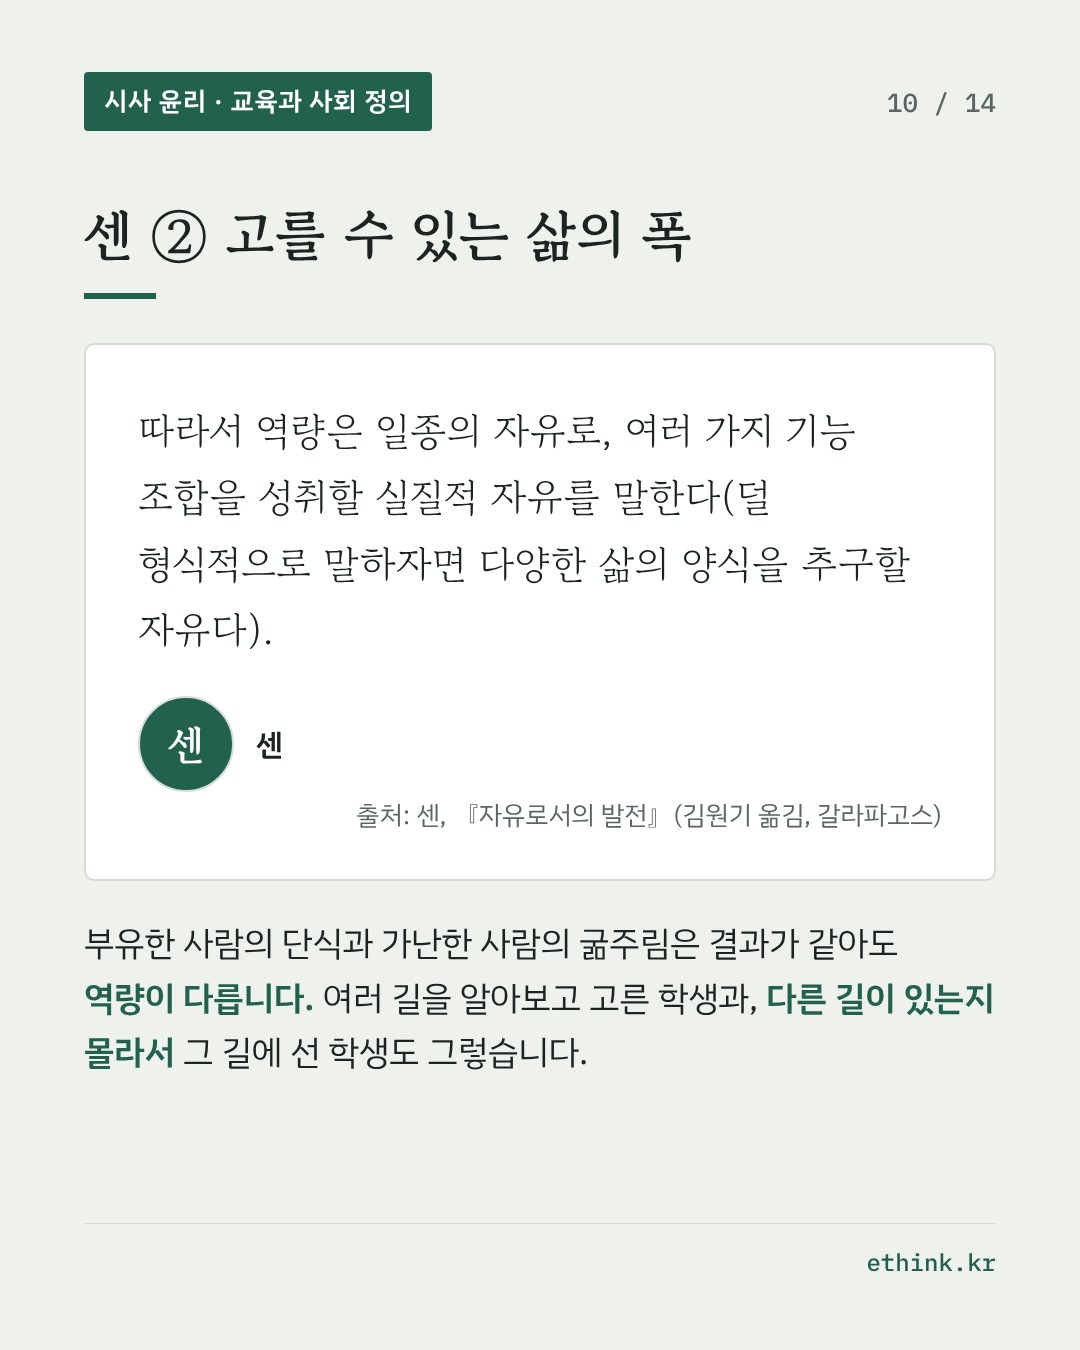 시사 윤리 · 교육과 사회 정의
10 / 14
센 ② 고를 수 있는 삶의 폭
따라서 역량은 일종의 자유로, 여러 가지 기능
조합을 성취할 실질적 자유를 말한다(덜
형식적으로 말하자면 다양한 삶의 양식을 추구할
자유다).
센
센
출처: 센, 『자유로서의 발전』 (김원기 옮김, 갈라파고스)
부유한 사람의 단식과 가난한 사람의 굶주림은 결과가 같아도
역량이 다릅니다. 여러 길을 알아보고 고른 학생과, 다른 길이 있는지
몰라서 그 길에 선 학생도 그렇습니다.
ethink.kr